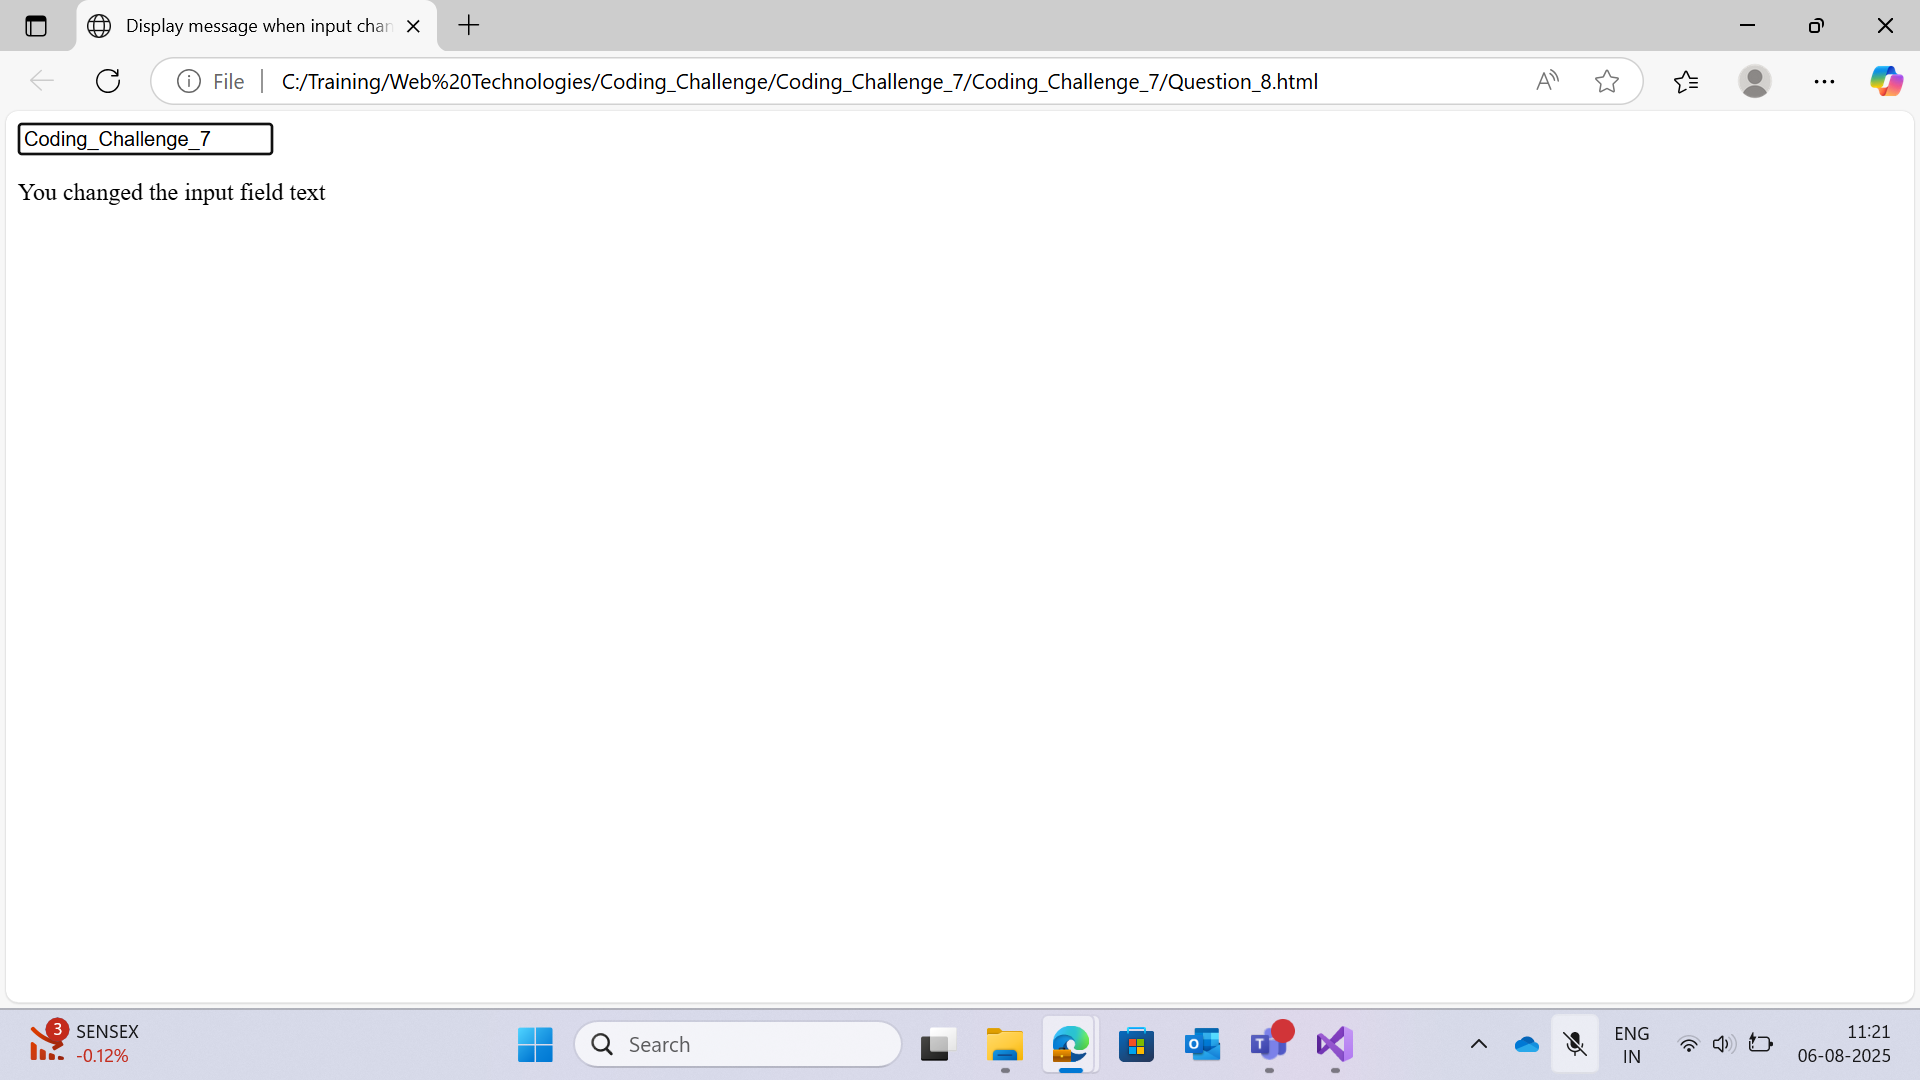 Display message when input chan
File
C:/Training/Web%20Technologies/Coding_Challenge/Coding_Challenge_7/Coding_Challenge_7/Question_8.html
Coding_Challenge_7
You changed the input field text
3
SENSEX
-0.12%
Search
ENG
IN
11:21
06-08-2025